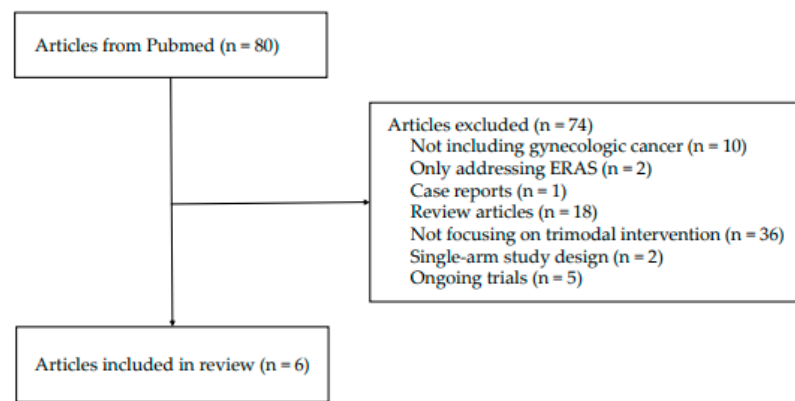 Articles from Pubmed (n = 80)
Articles excluded (n = 74)
Not including gynecologic cancer (n = 10)
Only addressing ERAS (n = 2)
Case reports (n = 1)
Review articles (n = 18)
Not focusing on trimodal intervention (n = 36)
Single-arm study design (n = 2)
Ongoing trials (n = 5)
Articles included in review (n = 6)